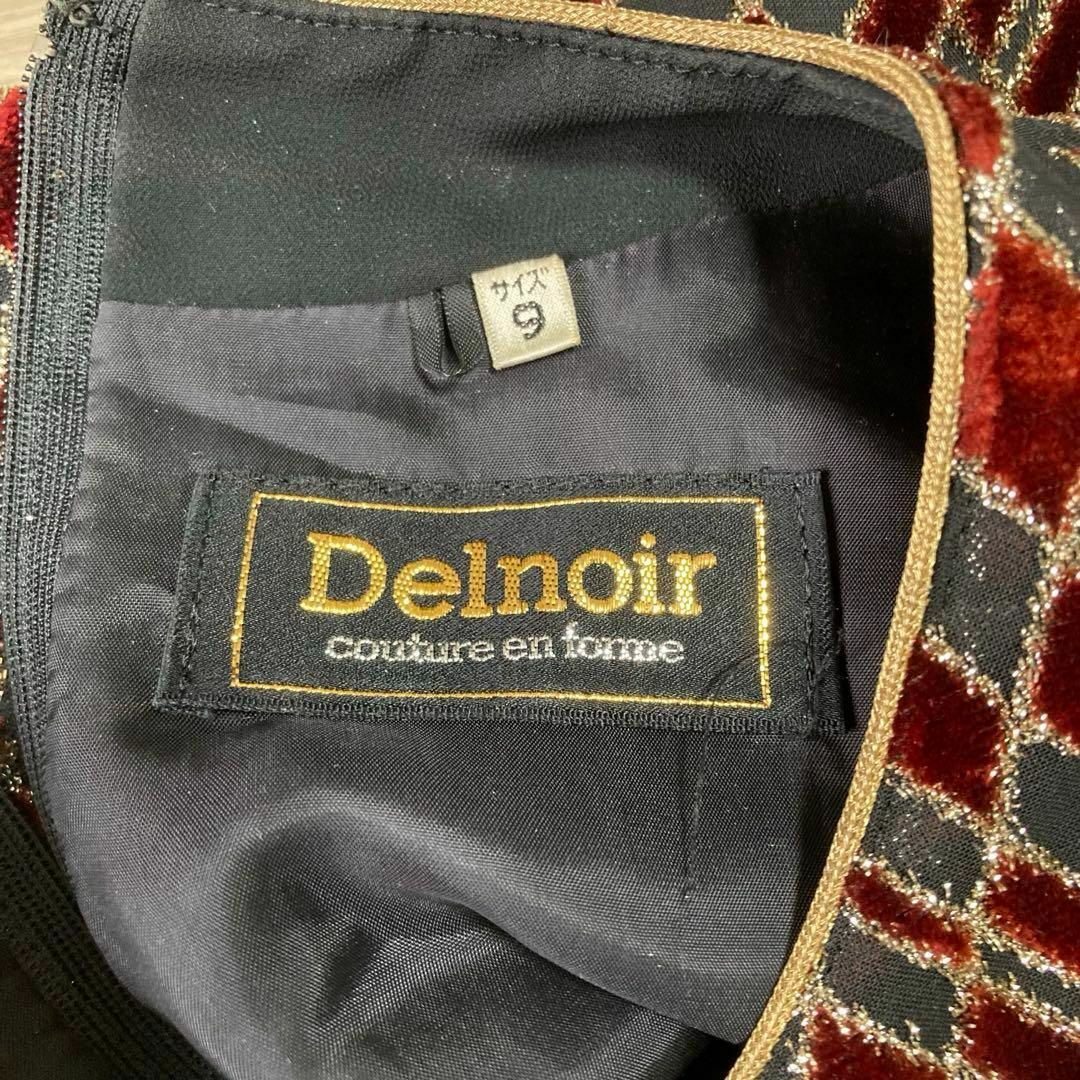 サイズ
9
Delnoir
couture en forme